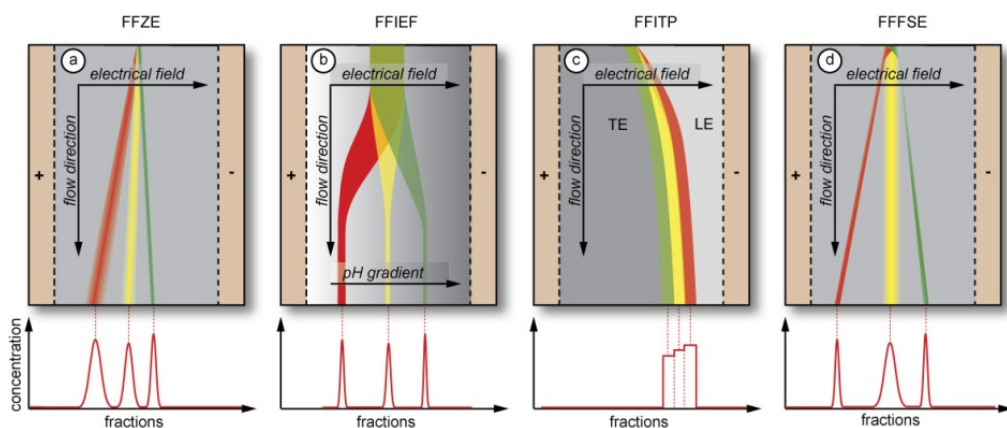 FFZE
FFIEF
FFITP
FFFSE
a
electrical field
flow direction
+
-
b
electrical field
flow direction
+
-
pH gradient
c
electrical field
flow direction
TE
LE
+
-
d
electrical field
flow direction
+
-
concentration
fractions
fractions
fractions
fractions